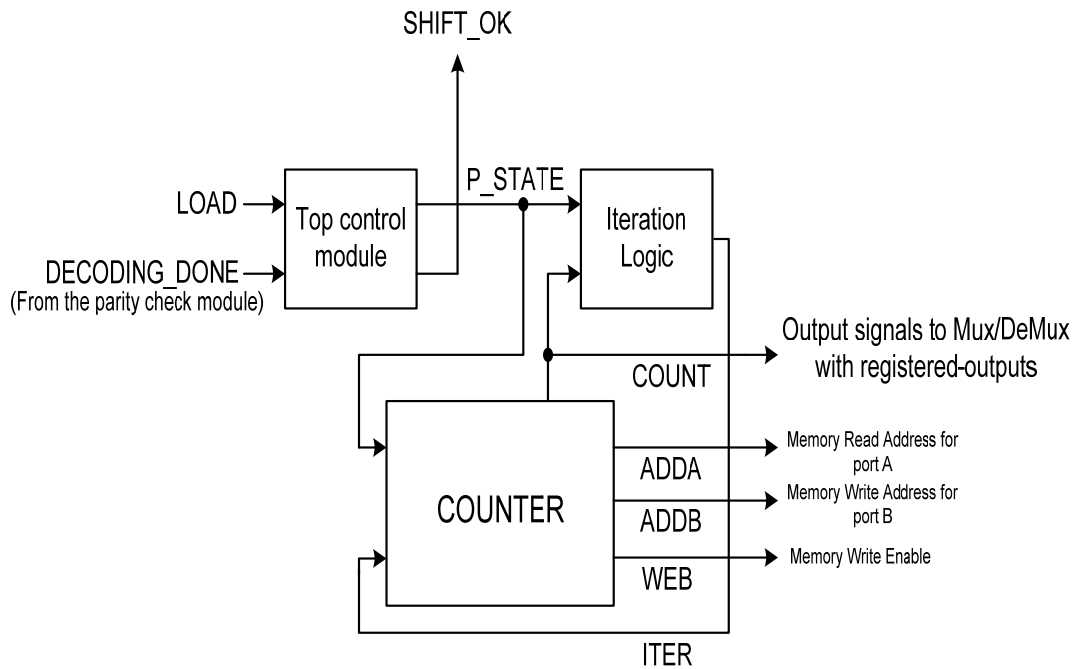 SHIFT_OK
P_STATE
LOAD
Top control
module
Iteration
Logic
DECODING_DONE
(From the parity check module)
Output signals to Mux/DeMux
with registered-outputs
COUNT
COUNTER
ADDA
Memory Read Address for
port A
ADDB
Memory Write Address for
port B
WEB
Memory Write Enable
ITER